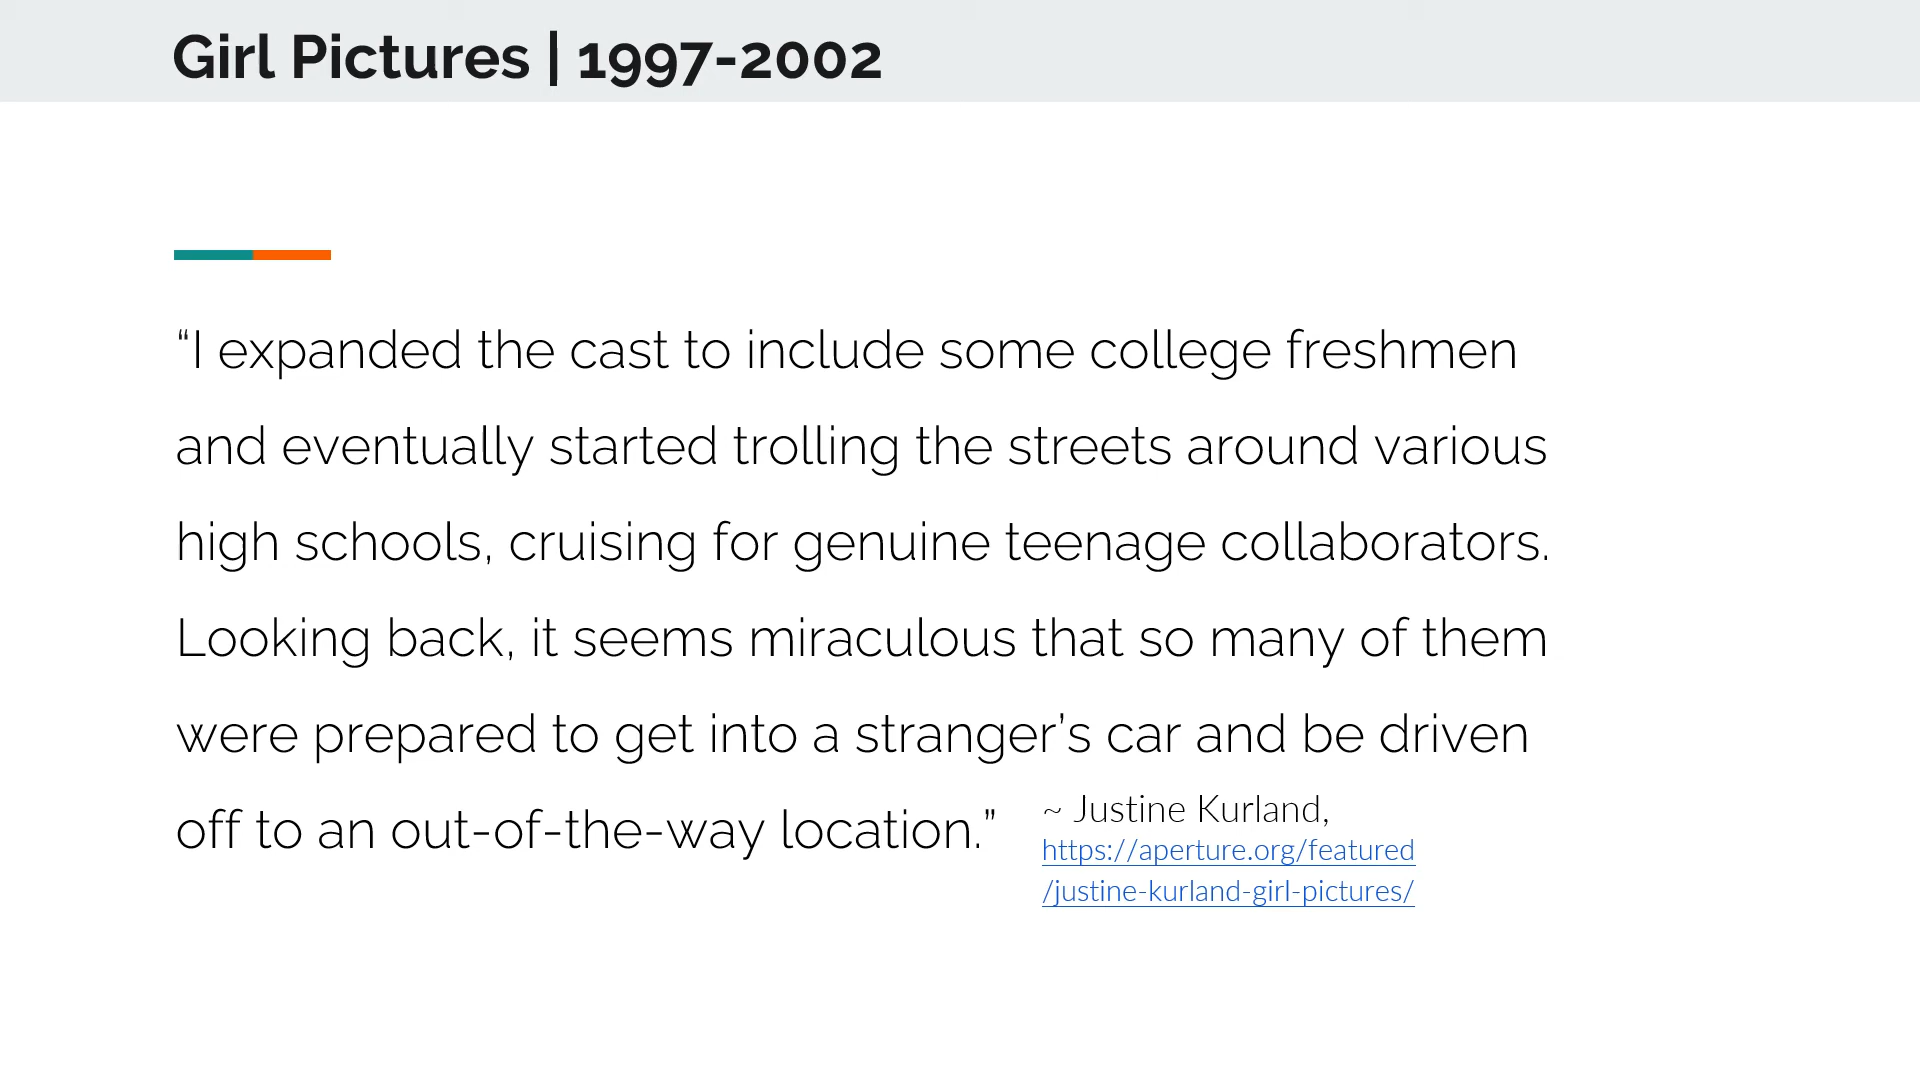 Girl Pictures | 1997-2002
“I expanded the cast to include some college freshmen
and eventually started trolling the streets around various
high schools, cruising for genuine teenage collaborators.
Looking back, it seems miraculous that so many of them
were prepared to get into a stranger’s car and be driven
off to an out-of-the-way location.”
~ Justine Kurland,
https://aperture.org/featured
/justine-kurland-girl-pictures/